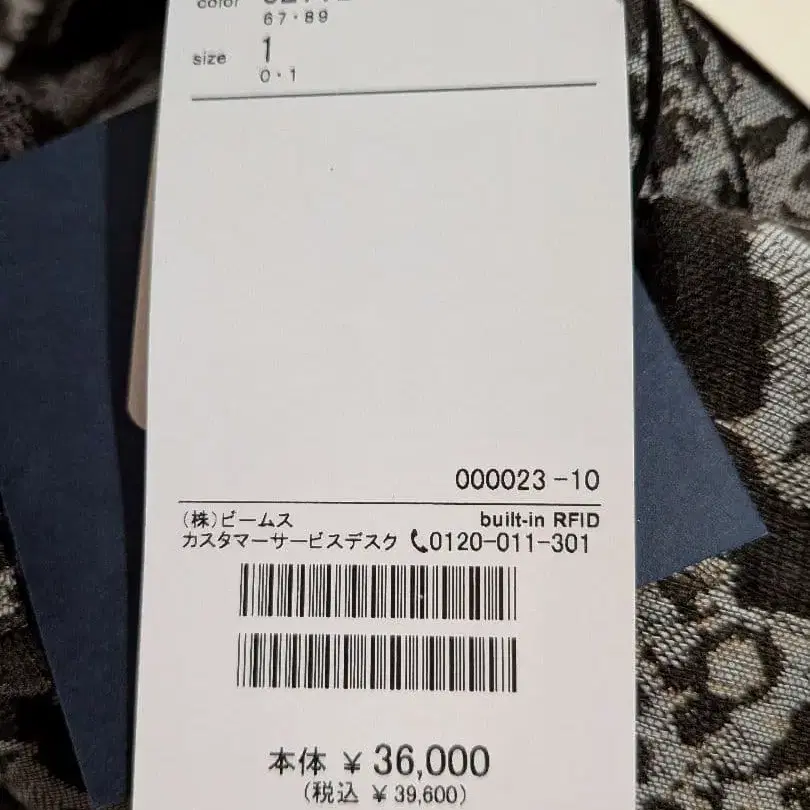 color
67・89
size 1
0・1
000023-10
(株)ビームス built-in RFID
カスタマーサービスデスク 0120-011-301
本体 ¥ 36,000
(税込 ¥ 39,600)